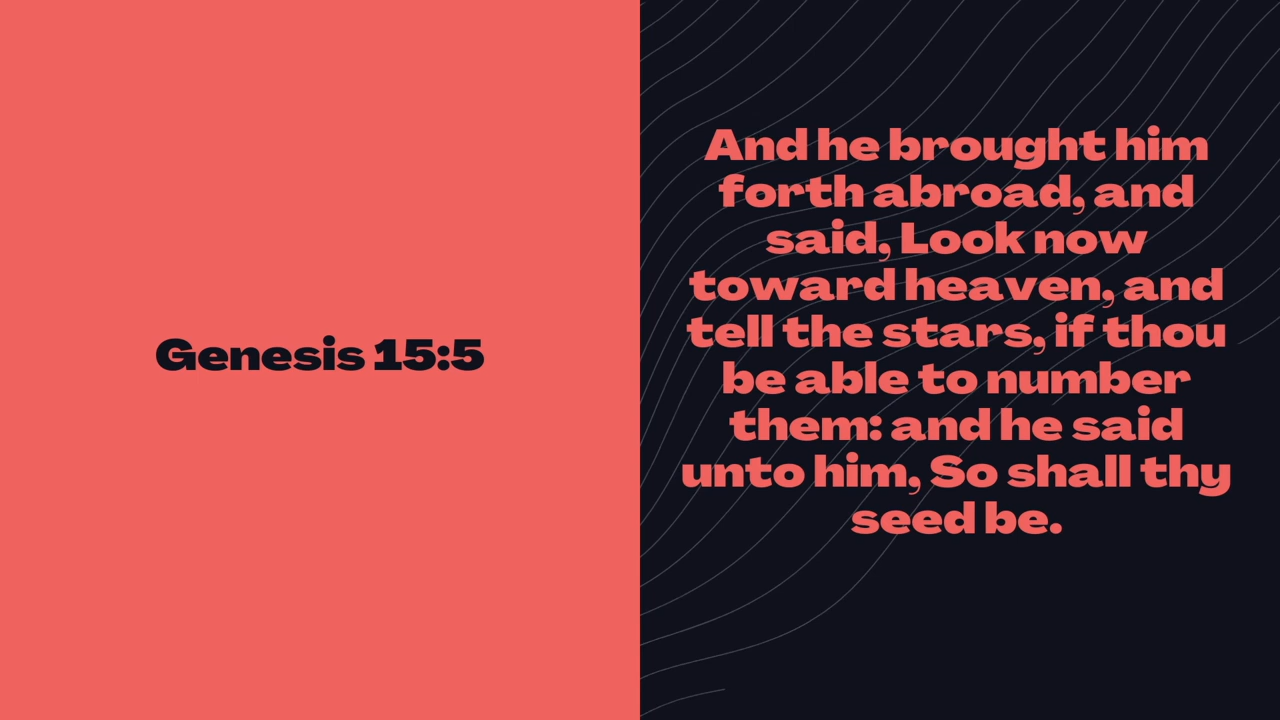 Genesis 15:5
And he brought him
forth abroad, and
said, Look now
toward heaven, and
tell the stars, if thou
be able to number
them: and he said
unto him, So shall thy
seed be.